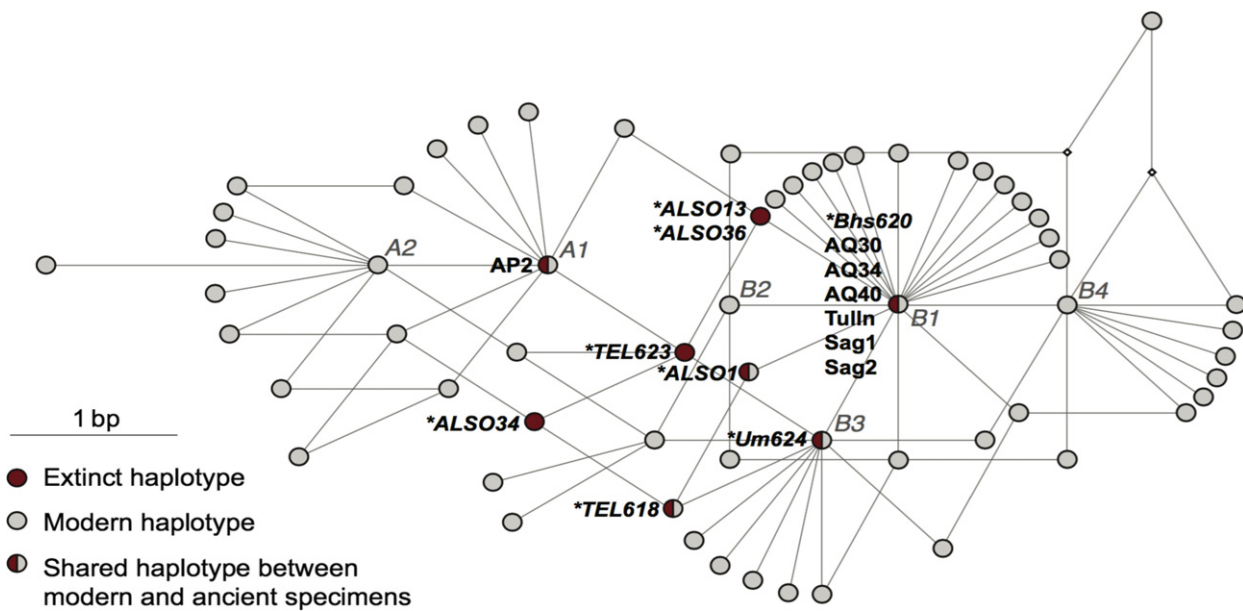 *ALSO13
*ALSO36
*Bhs620
AQ30
AQ34
AQ40
Tulln
Sag1
Sag2
A2
AP2
A1
B2
B1
B4
*TEL623
*ALSO1
*ALSO34
*Um624
B3
*TEL618
1 bp
Extinct haplotype
Modern haplotype
Shared haplotype between
modern and ancient specimens